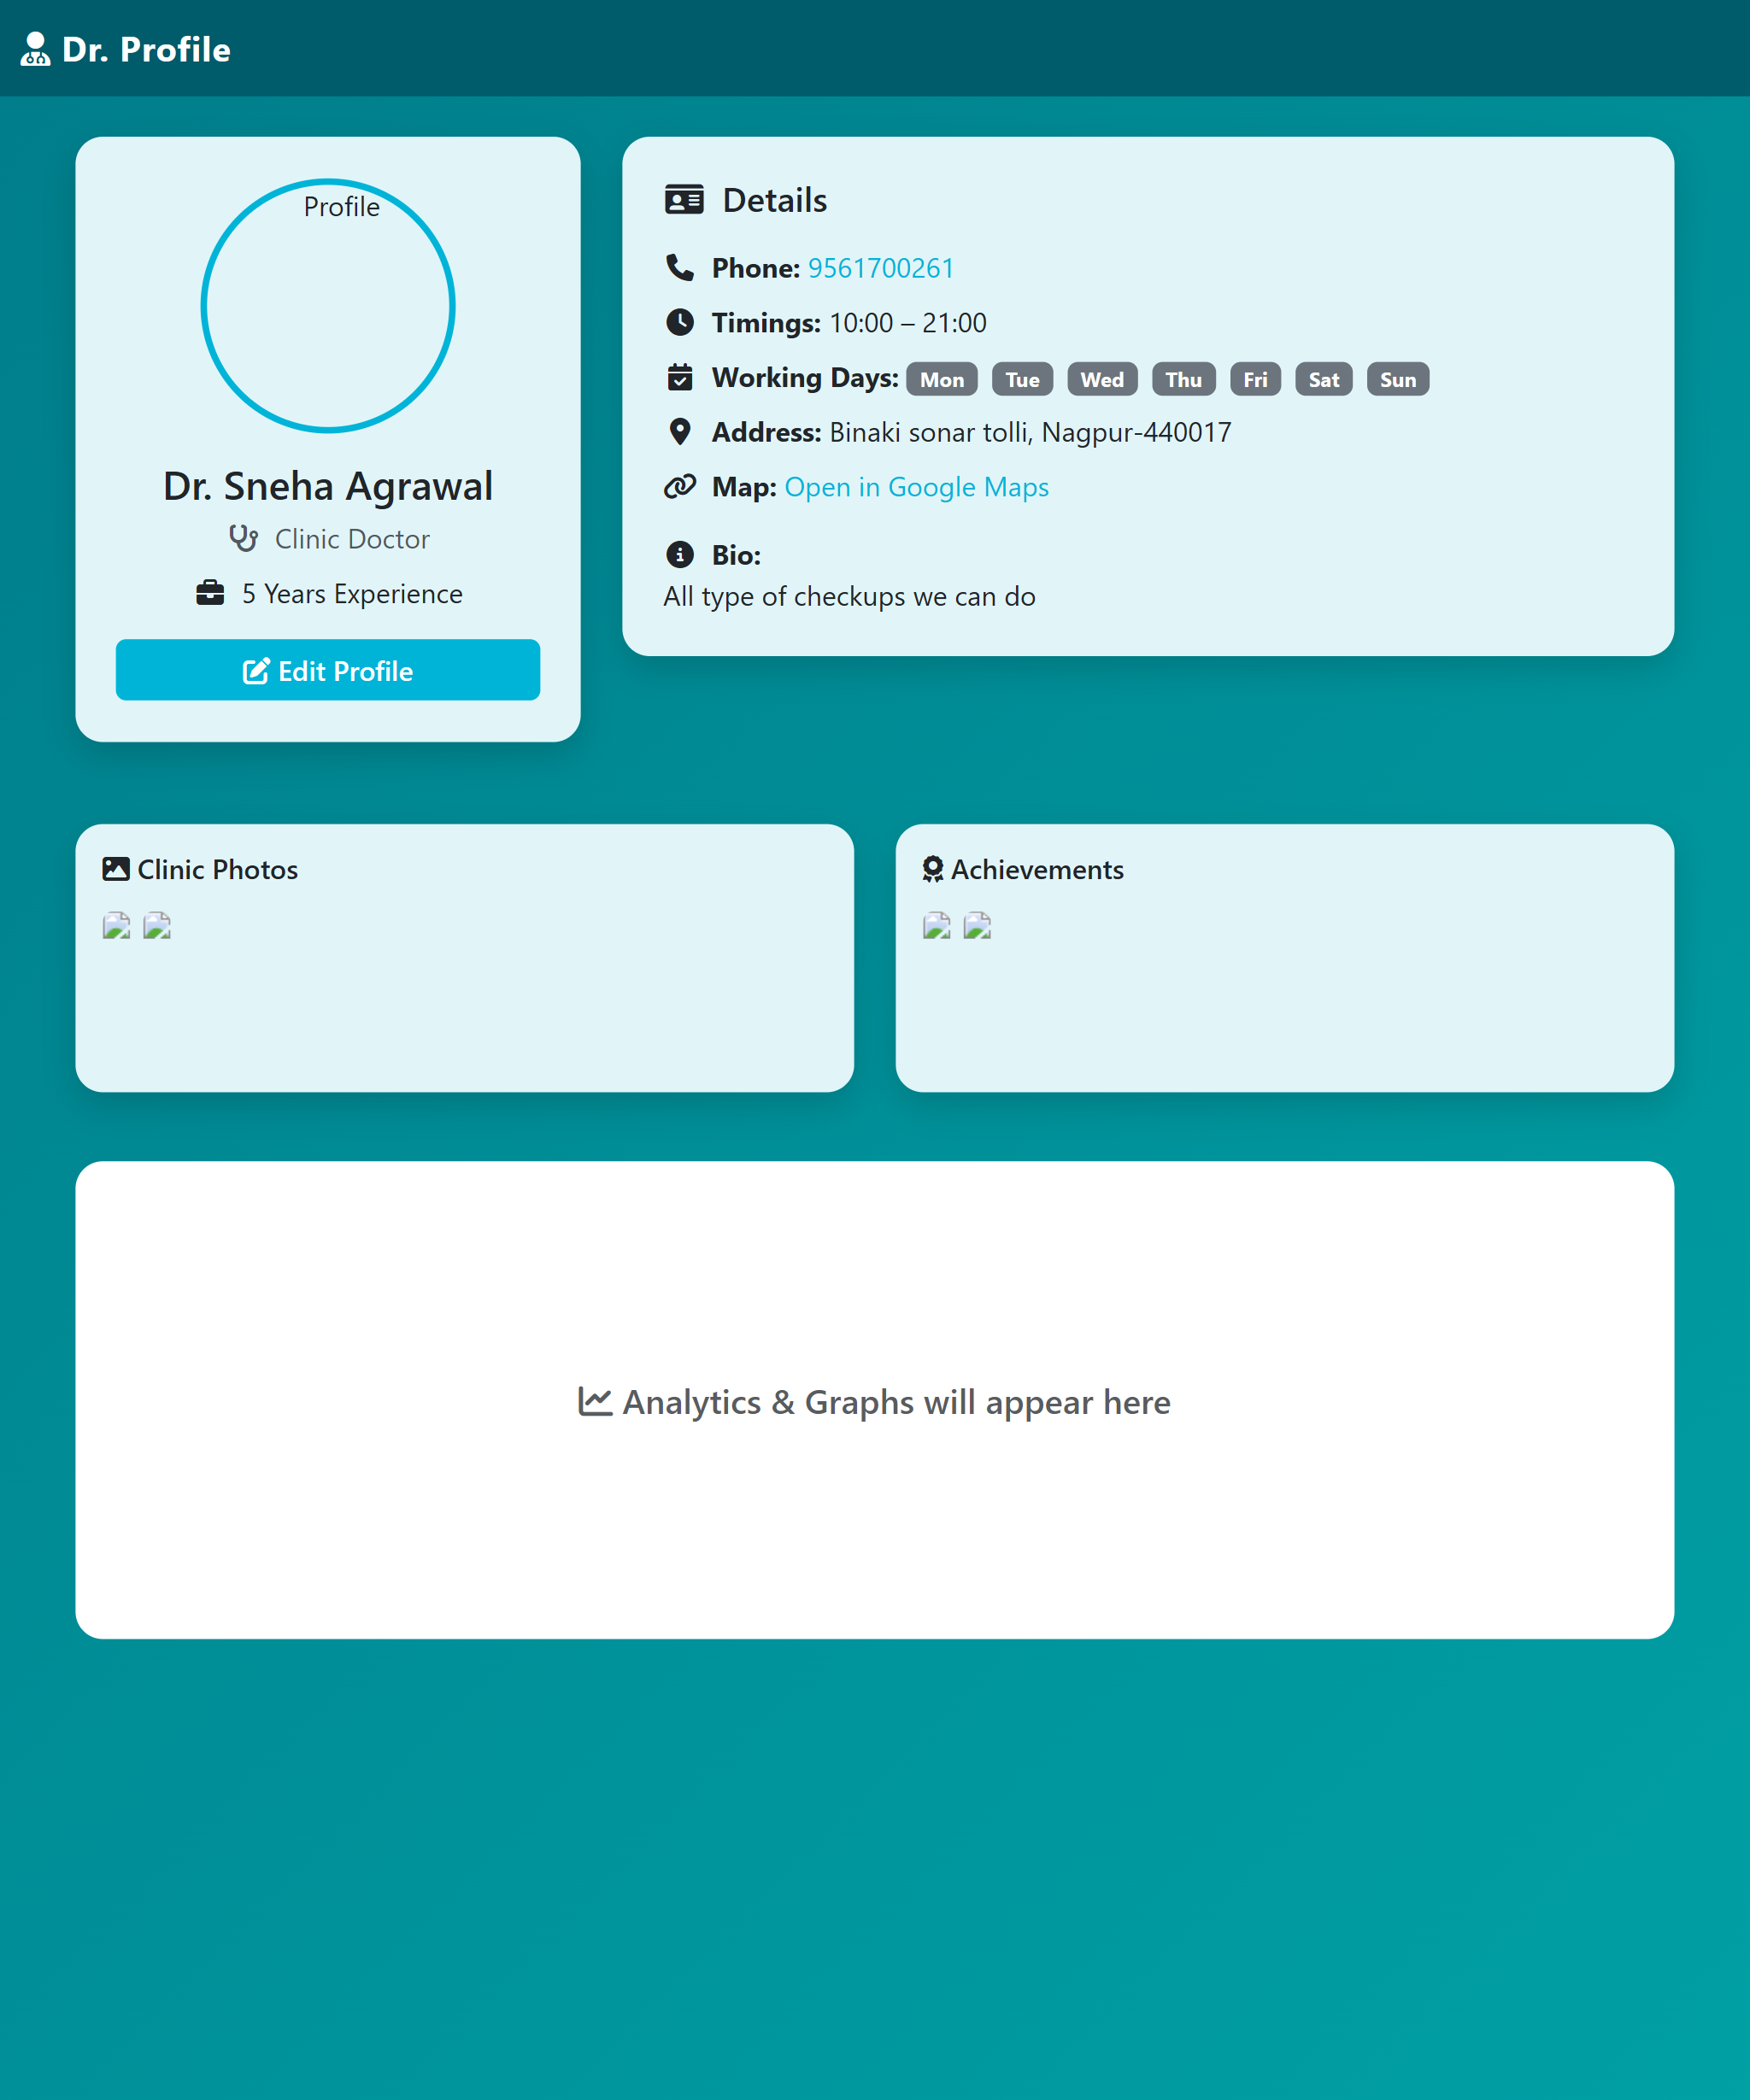 Dr. Profile
Profile
Dr. Sneha Agrawal
Clinic Doctor
5 Years Experience
Edit Profile
Details
Phone: 9561700261
Timings: 10:00 – 21:00
Working Days: Mon Tue Wed Thu Fri Sat Sun
Address: Binaki sonar tolli, Nagpur-440017
Map: Open in Google Maps
Bio:
All type of checkups we can do
Clinic Photos
Achievements
Analytics & Graphs will appear here